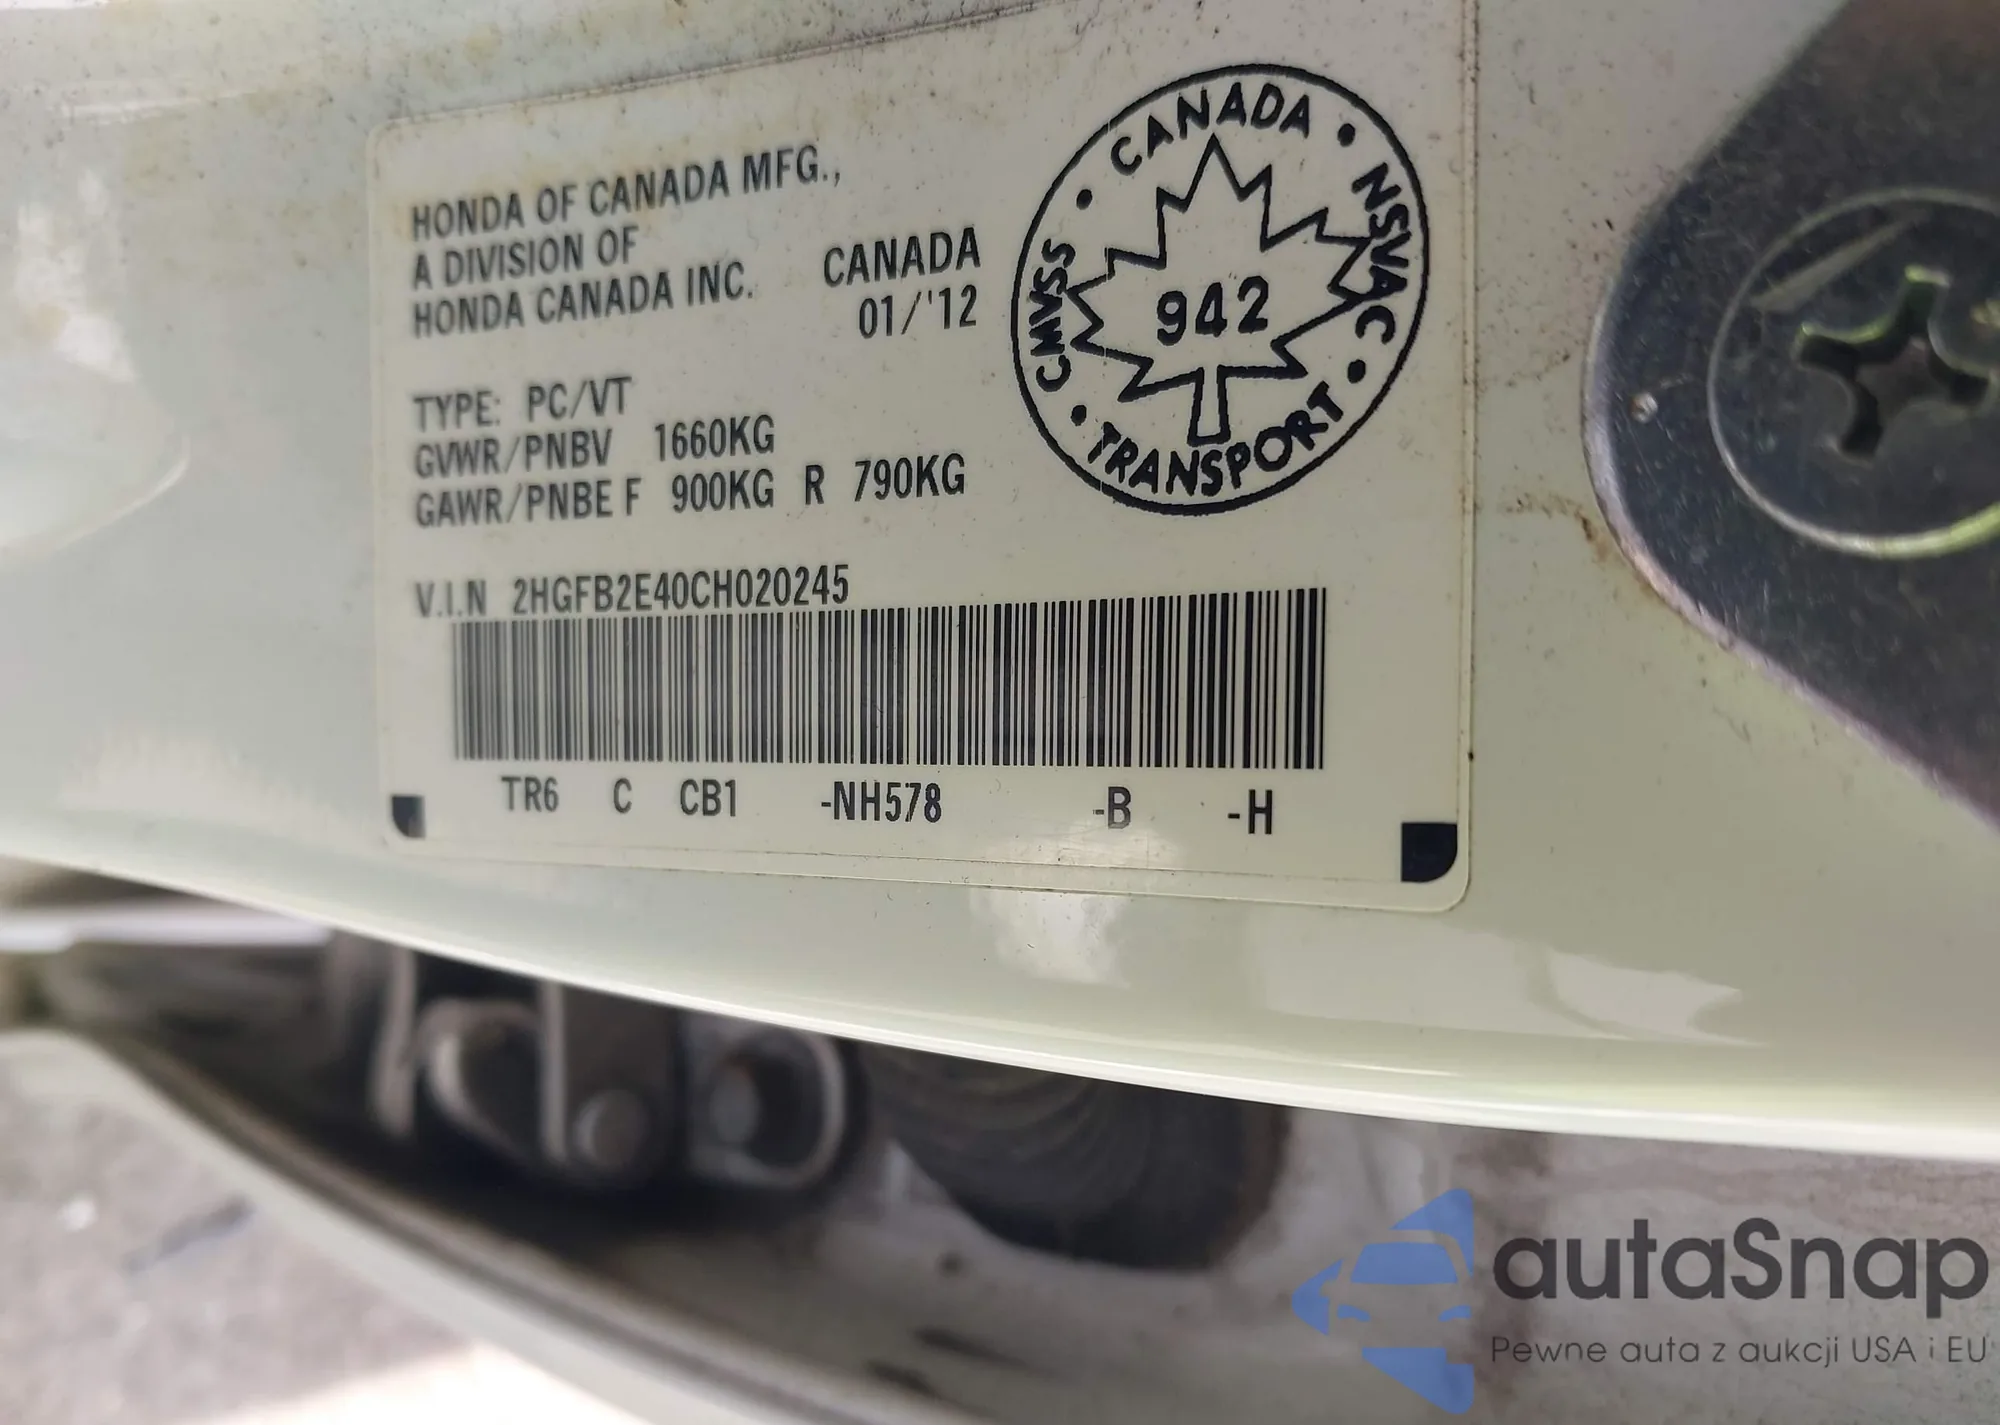 HONDA OF CANADA MFG.,
A DIVISION OF
HONDA CANADA INC. CANADA
01/'12
TYPE: PC/VT
GVWR/PNBV 1660KG
GAWR/PNBE F 900KG R 790KG
CANADA • NSVAC • TRANSPORT • CMVSS •
942
V.I.N 2HGFB2E40CH020245
TR6 C CB1 -NH578 -B -H
autaSnap
Pewne auta z aukcji USA i EU